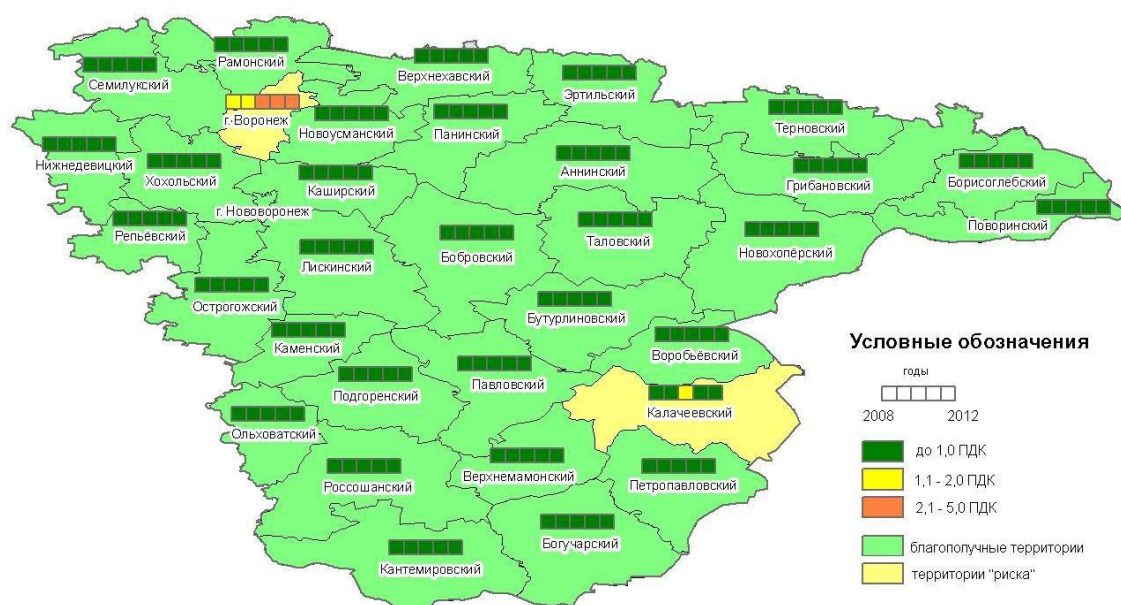 Рамонский
Семилукский
Верхнехавский
Эртильский
г.Воронеж
Новоусманский
Панинский
Терновский
Нижнедевицкий
Хохольский
Каширский
Аннинский
Грибановский
Борисоглебский
г. Нововоронеж
Репьёвский
Лискинский
Бобровский
Таловский
Новохопёрский
Поворинский
Острогожский
Бутурлиновский
Каменский
Воробьёвский
Подгоренский
Павловский
Калачеевский
Ольховатский
Россошанский
Верхнемамонский
Петропавловский
Богучарский
Кантемировский
Условные обозначения
годы
2008 2012
до 1,0 ПДК
1,1 - 2,0 ПДК
2,1 - 5,0 ПДК
благополучные территории
территории "риска"